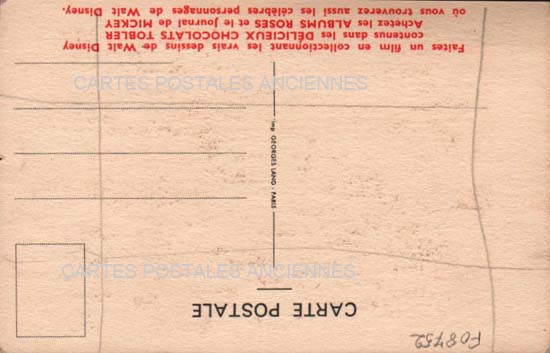 F08752
CARTE POSTALE
Imp. GEORGES LANG - PARIS
Faites un film en collectionnant les vrais dessins de Walt Disney
contenus dans les DÉLICIEUX CHOCOLATS TOBLER
Achetez les ALBUMS ROSES et le journal de MICKEY
où vous trouverez aussi les célèbres personnages de Walt Disney.
CARTES POSTALES ANCIENNES
CARTES POSTALES ANCIENNES